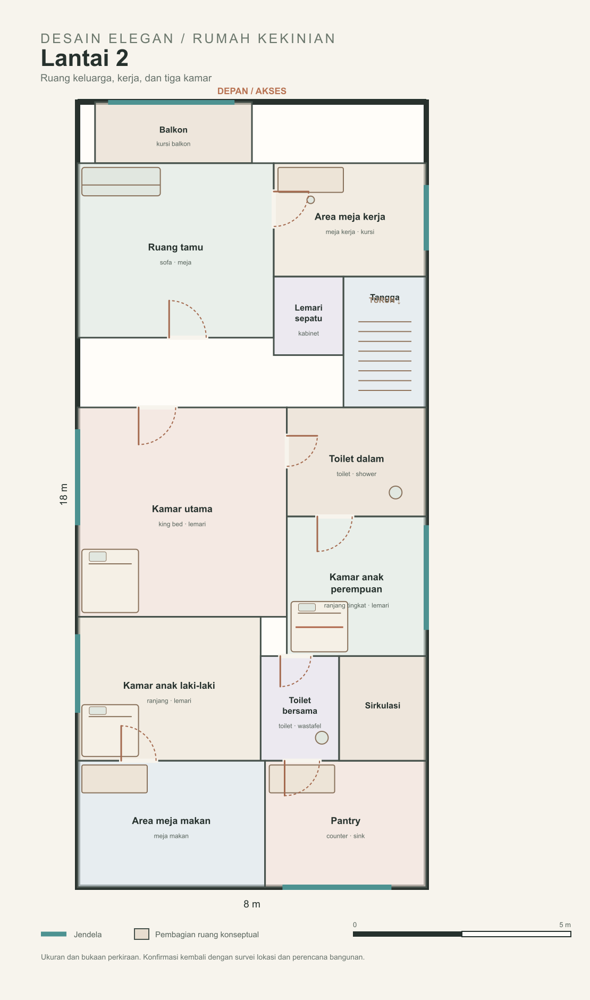 DESAIN ELEGAN / RUMAH KEKINIAN
Lantai 2
Ruang keluarga, kerja, dan tiga kamar
DEPAN / AKSES
Balkon
kursi balkon
Area meja kerja
meja kerja · kursi
Ruang tamu
sofa · meja
Tangga
TURUN ↓
Lemari
sepatu
kabinet
Toilet dalam
toilet · shower
18 m
Kamar utama
king bed · lemari
Kamar anak
perempuan
ranjang tingkat · lemari
Kamar anak laki-laki
ranjang · lemari
Toilet
bersama
toilet · wastafel
Sirkulasi
Area meja makan
meja makan
Pantry
counter · sink
8 m
0
5 m
Jendela
Pembagian ruang konseptual
Ukuran dan bukaan perkiraan. Konfirmasi kembali dengan survei lokasi dan perencana bangunan.